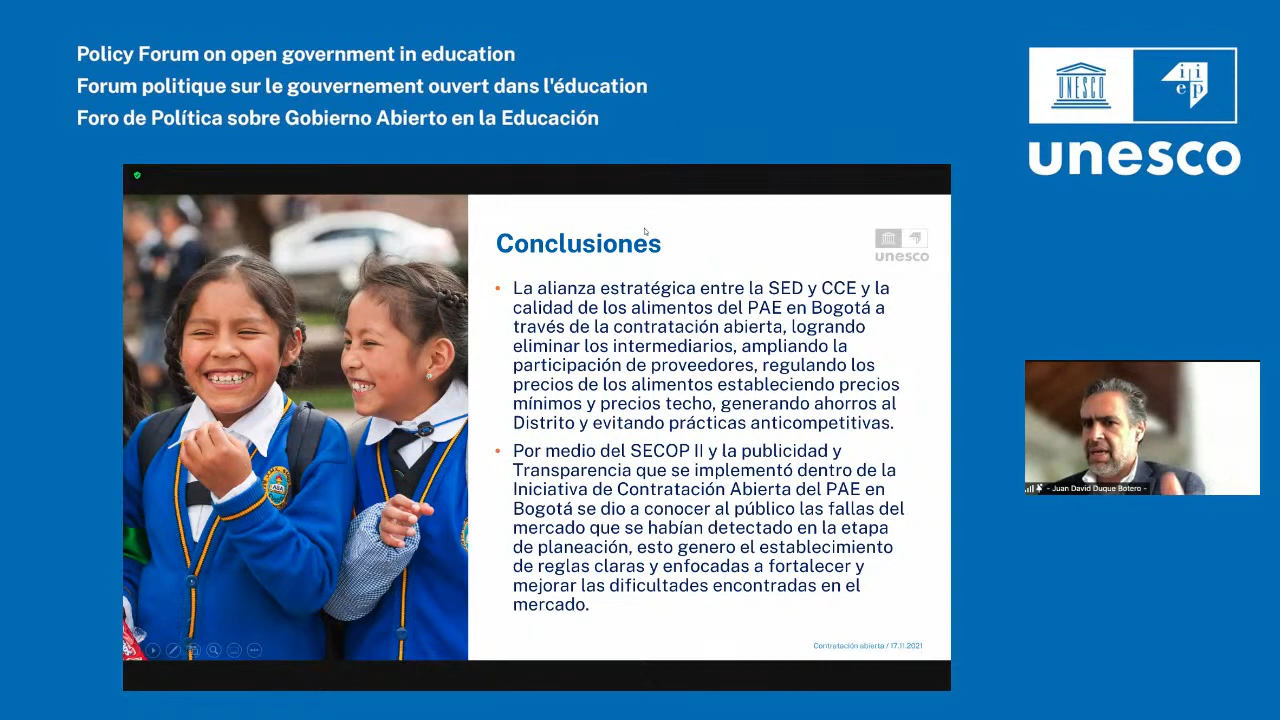 Policy Forum on open government in education
Forum politique sur le gouvernement ouvert dans l'éducation
Foro de Política sobre Gobierno Abierto en la Educación
UNESCO
i i
e p
unesco
Conclusiones
unesco
• La alianza estratégica entre la SED y CCE y la
calidad de los alimentos del PAE en Bogotá a
través de la contratación abierta, logrando
eliminar los intermediarios, ampliando la
participación de proveedores, regulando los
precios de los alimentos estableciendo precios
mínimos y precios techo, generando ahorros al
Distrito y evitando prácticas anticompetitivas.
• Por medio del SECOP II y la publicidad y
Transparencia que se implementó dentro de la
Iniciativa de Contratación Abierta del PAE en
Bogotá se dio a conocer al público las fallas del
mercado que se habían detectado en la etapa
de planeación, esto genero el establecimiento
de reglas claras y enfocadas a fortalecer y
mejorar las dificultades encontradas en el
mercado.
Contratación abierta / 17.11.2021
- Juan David Duque Botero -